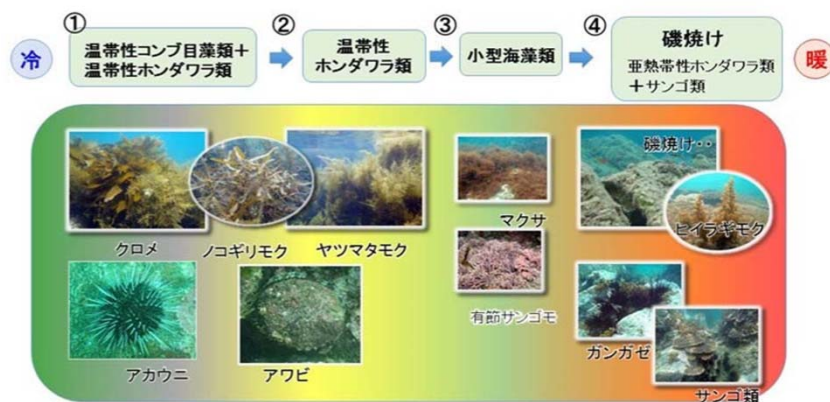 ①
②
③
④
冷
温帯性コンブ目藻類＋
温帯性ホンダワラ類
温帯性
ホンダワラ類
小型海藻類
磯焼け
亜熱帯性ホンダワラ類
＋サンゴ類
暖
クロメ
ノコギリモク
ヤツマタモク
マクサ
磯焼け・・
ヒイラギモク
有節サンゴモ
アカウニ
アワビ
ガンガゼ
サンゴ類